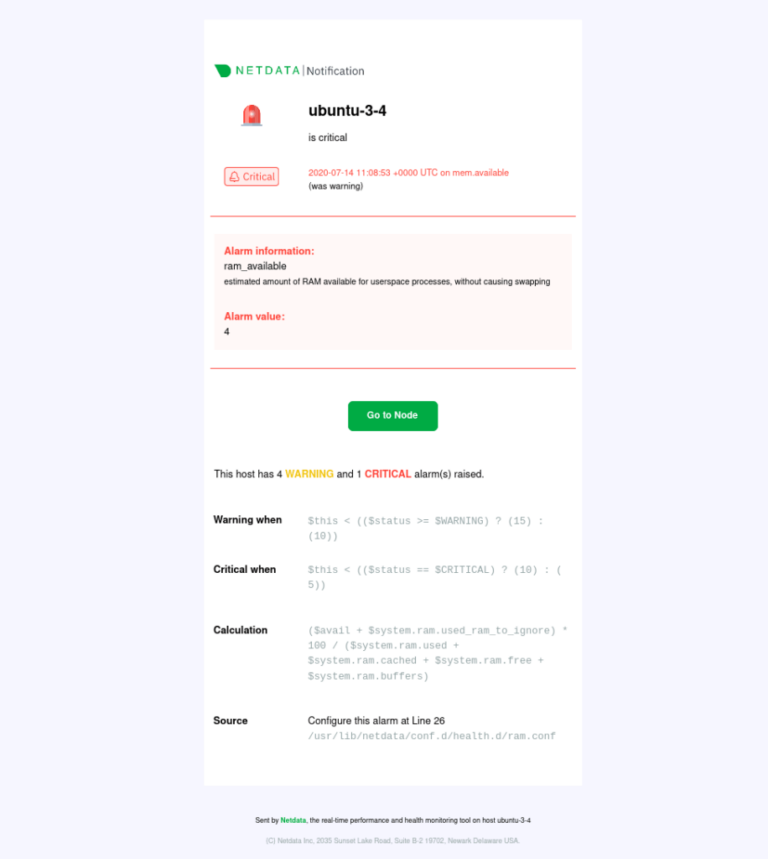 NETDATA | Notification
ubuntu-3-4
is critical
Critical
2020-07-14 11:08:53 +0000 UTC on mem.available
(was warning)
Alarm information:
ram_available
estimated amount of RAM available for userspace processes, without causing swapping
Alarm value:
4
Go to Node
This host has 4 WARNING and 1 CRITICAL alarm(s) raised.
Warning when $this < (($status >= $WARNING) ? (15) :
(10))
Critical when $this < (($status == $CRITICAL) ? (10) : (
5))
Calculation ($avail + $system.ram.used_ram_to_ignore) *
100 / ($system.ram.used +
$system.ram.cached + $system.ram.free +
$system.ram.buffers)
Source Configure this alarm at Line 26
/usr/lib/netdata/conf.d/health.d/ram.conf
Sent by Netdata, the real-time performance and health monitoring tool on host ubuntu-3-4
(C) Netdata Inc, 2035 Sunset Lake Road, Suite B-2 19702, Newark Delaware USA.